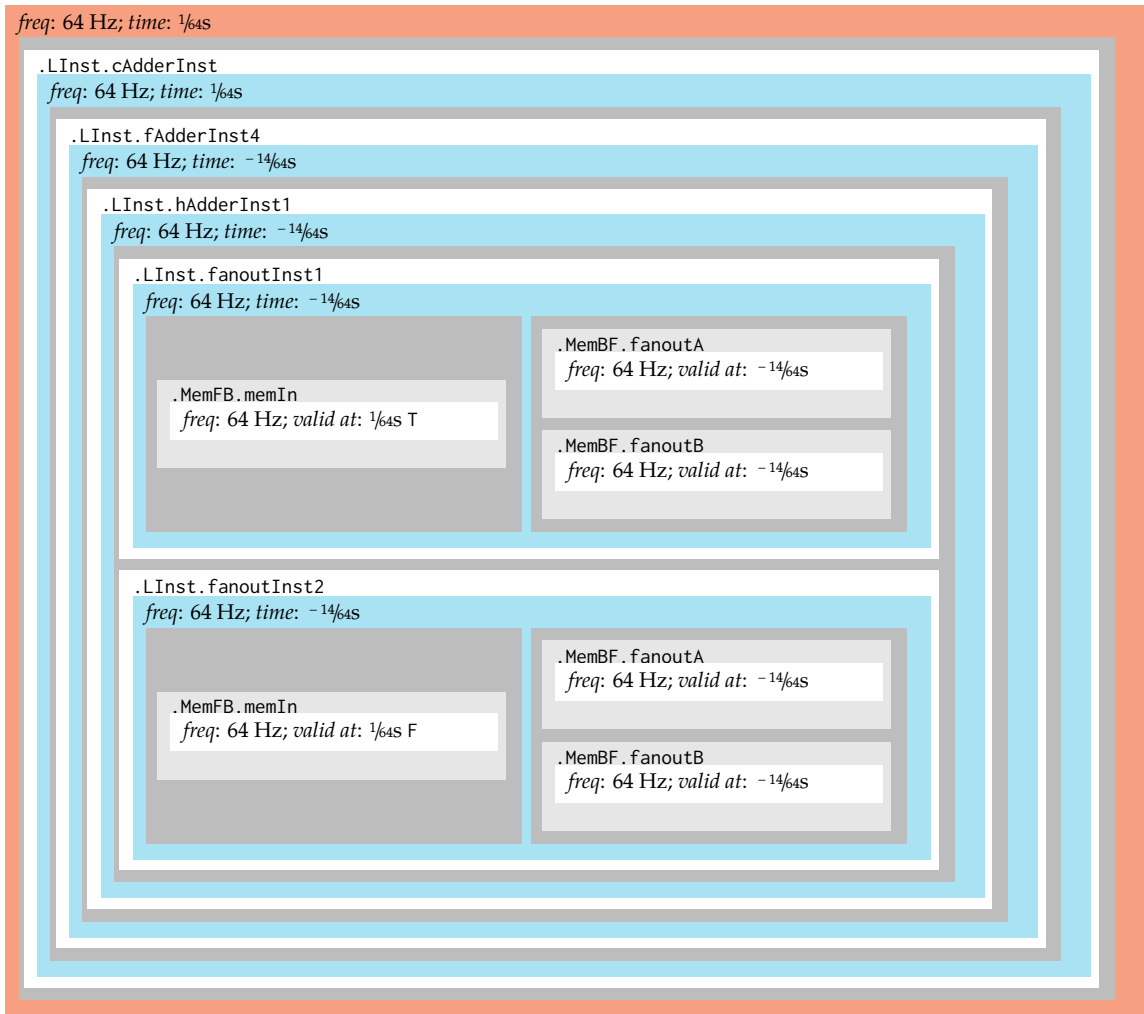 freq: 64 Hz; time: 1⁄64s
.LInst.cAdderInst
freq: 64 Hz; time: 1⁄64s
.LInst.fAdderInst4
freq: 64 Hz; time: −14⁄64s
.LInst.hAdderInst1
freq: 64 Hz; time: −14⁄64s
.LInst.fanoutInst1
freq: 64 Hz; time: −14⁄64s
.MemFB.memIn
freq: 64 Hz; valid at: 1⁄64s T
.MemBF.fanoutA
freq: 64 Hz; valid at: −14⁄64s
.MemBF.fanoutB
freq: 64 Hz; valid at: −14⁄64s
.LInst.fanoutInst2
freq: 64 Hz; time: −14⁄64s
.MemFB.memIn
freq: 64 Hz; valid at: 1⁄64s F
.MemBF.fanoutA
freq: 64 Hz; valid at: −14⁄64s
.MemBF.fanoutB
freq: 64 Hz; valid at: −14⁄64s